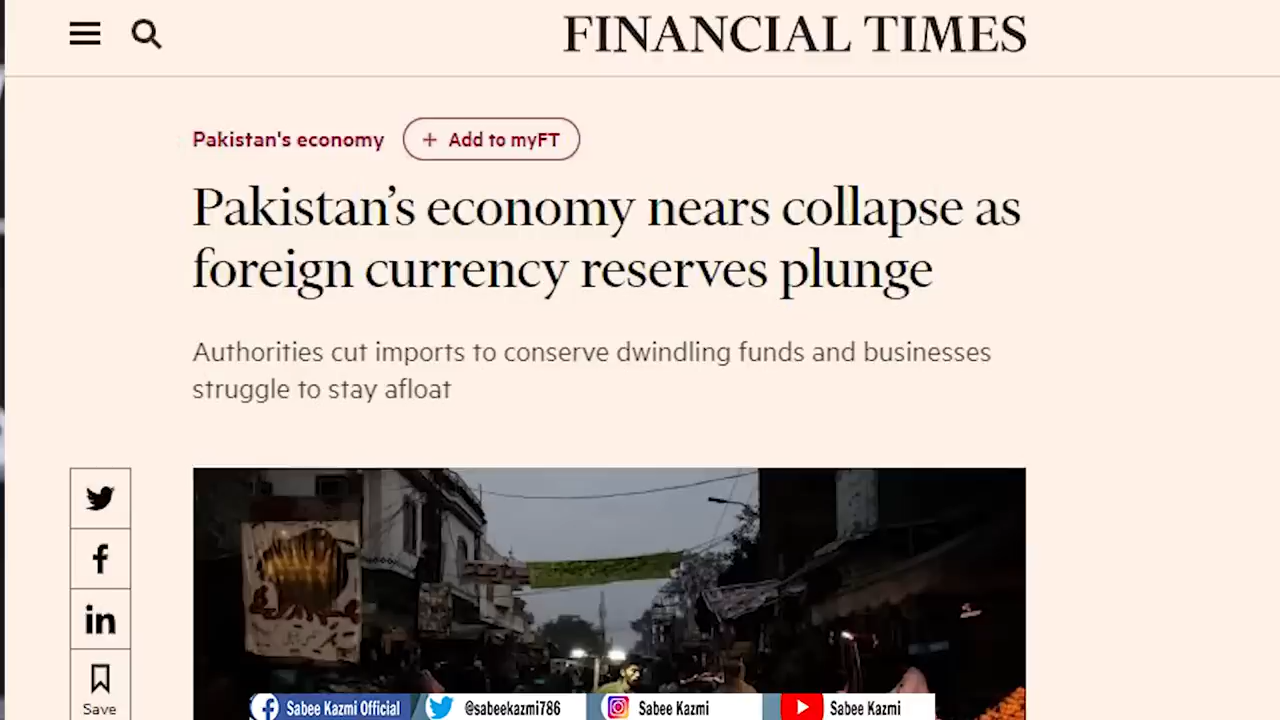 FINANCIAL TIMES
Pakistan's economy
+ Add to myFT
Pakistan’s economy nears collapse as
foreign currency reserves plunge
Authorities cut imports to conserve dwindling funds and businesses
struggle to stay afloat
Save
Sabee Kazmi Official
@sabeekazmi786
Sabee Kazmi
Sabee Kazmi